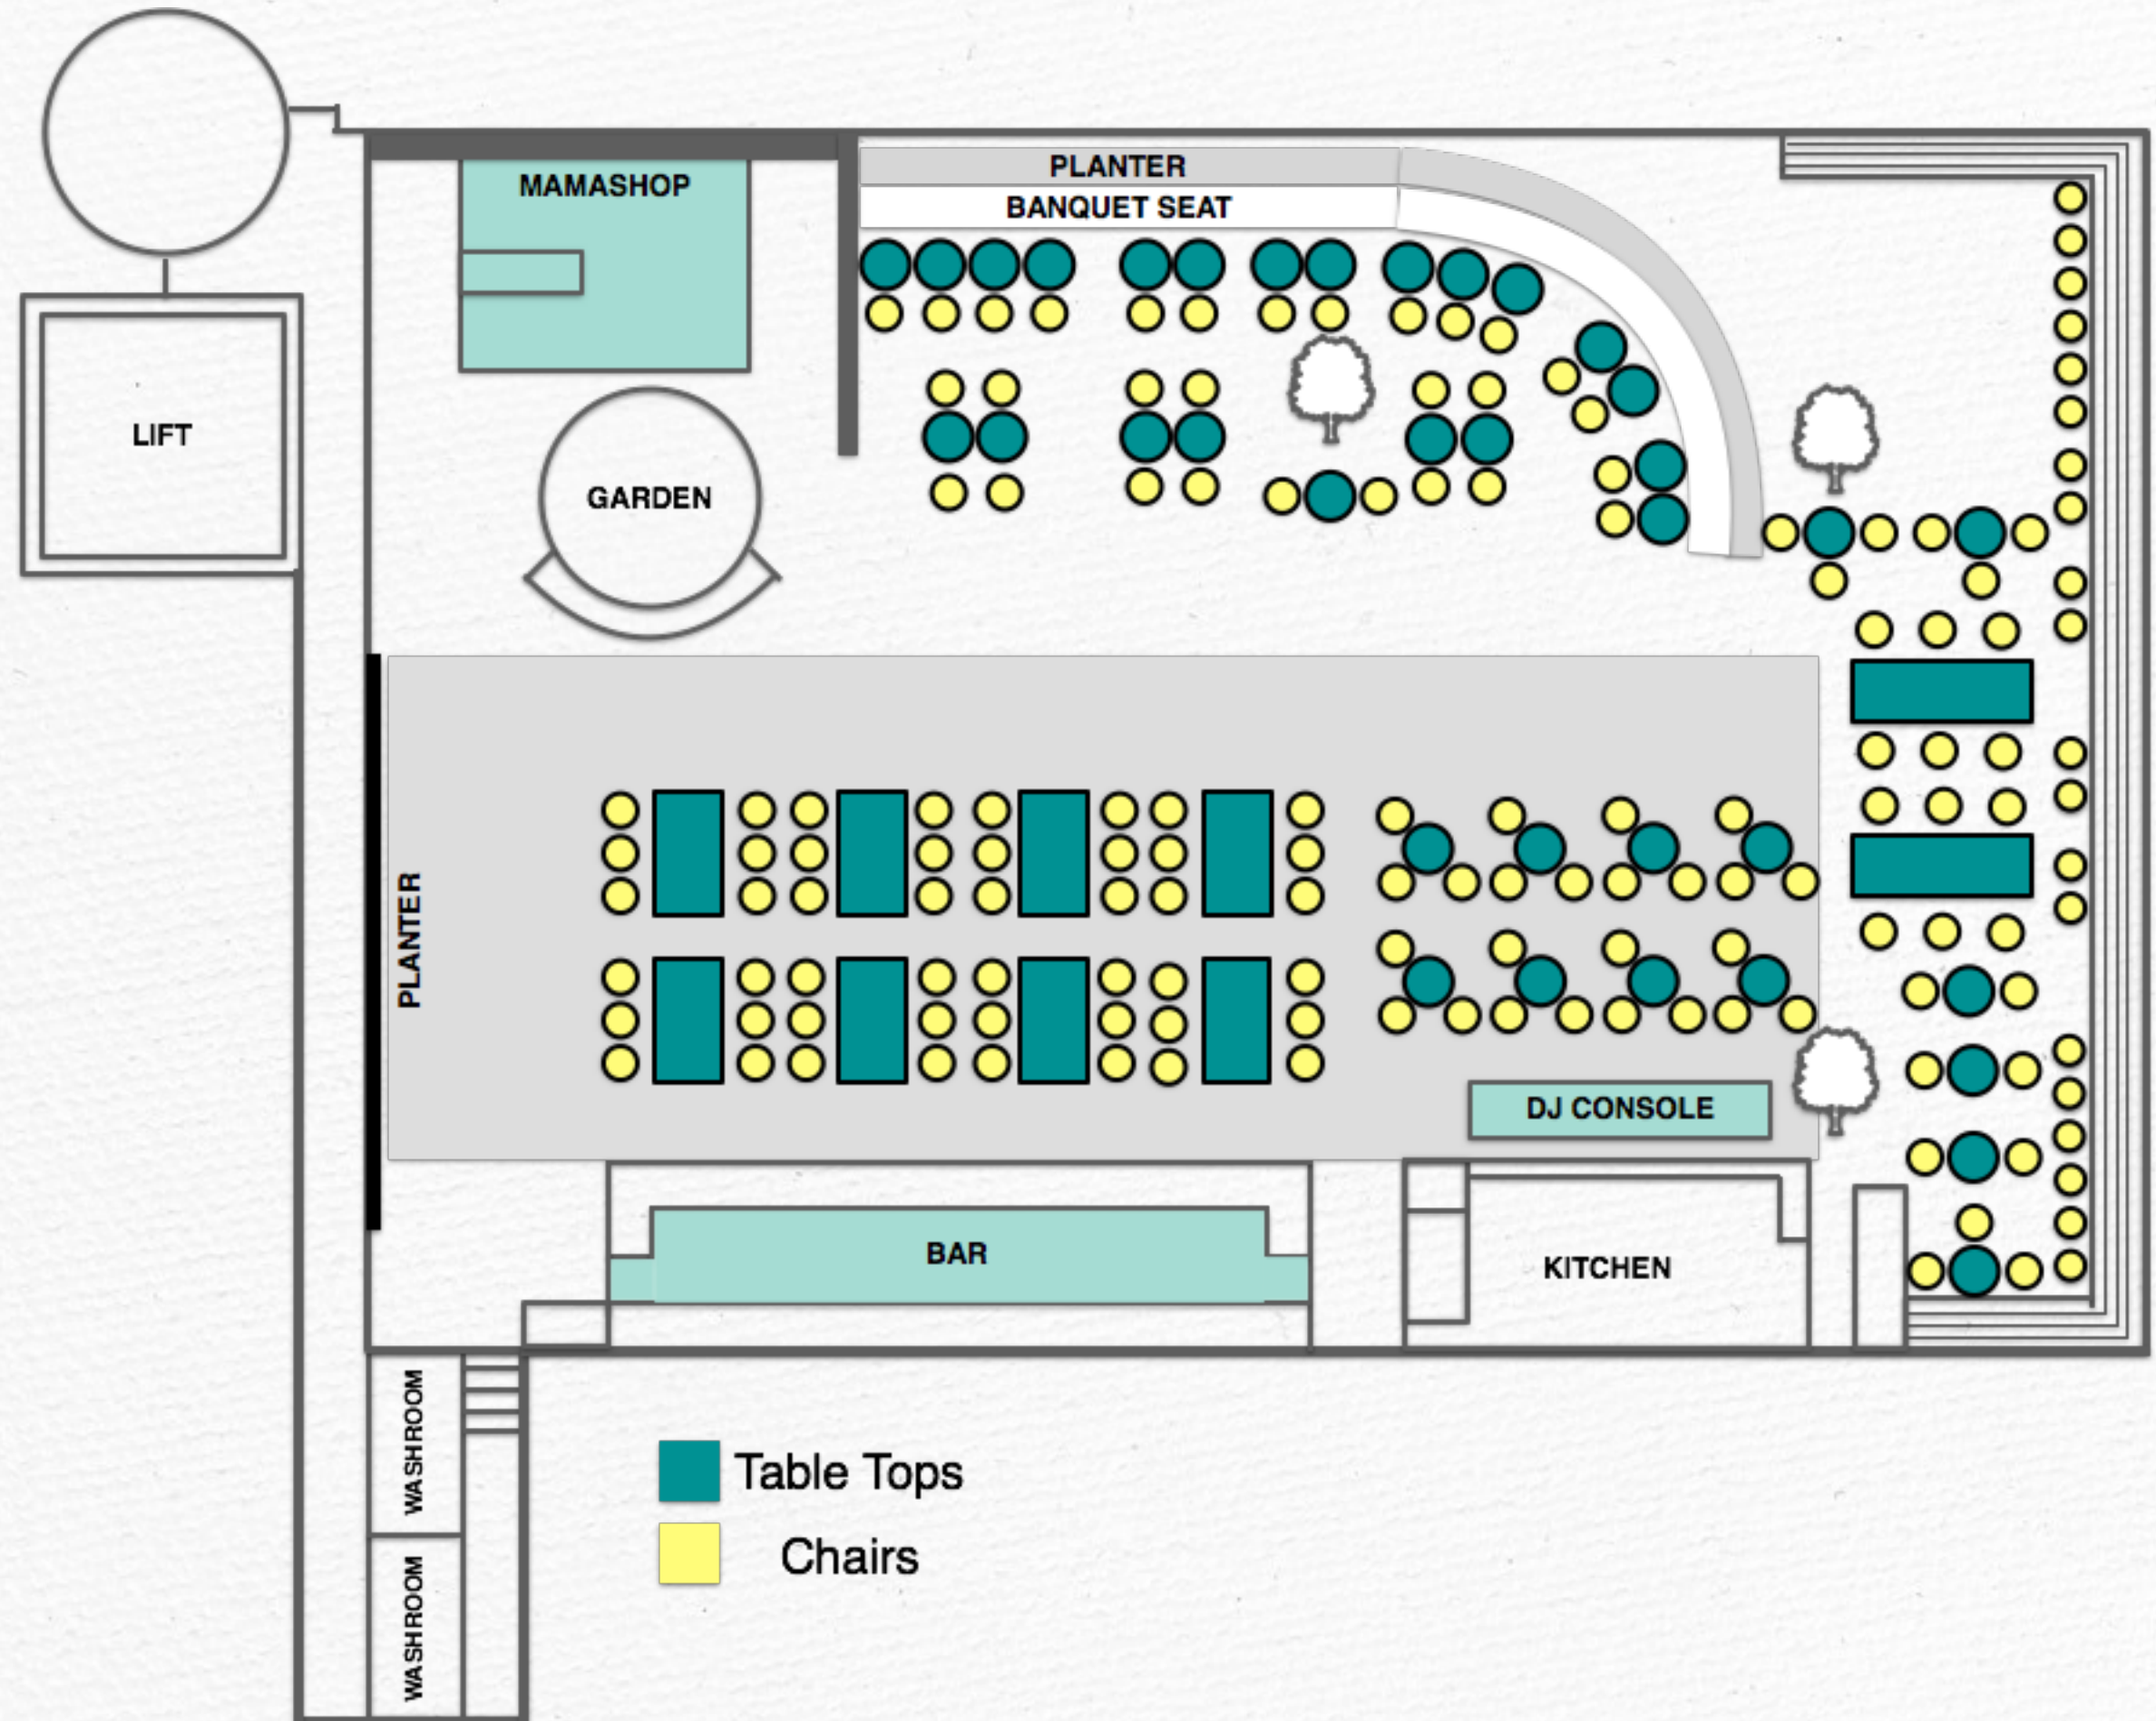 PLANTER
MAMASHOP
BANQUET SEAT
LIFT
GARDEN
PLANTER
DJ CONSOLE
BAR
KITCHEN
WASHROOM
Table Tops
Chairs
WASHROOM